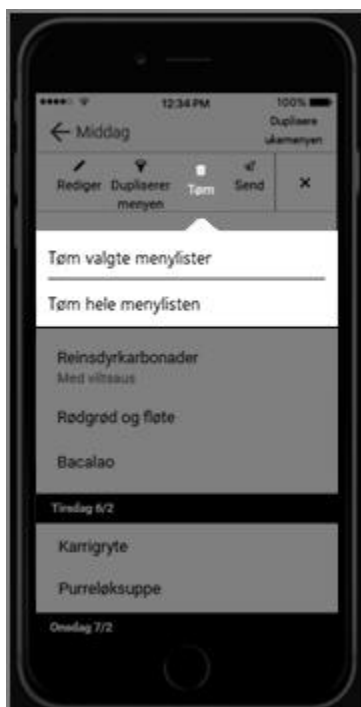 12:34 PM
100%
← Middag
Duplisere
ukemenyen
Rediger
Dupliserer
menyen
Tøm
Send
×
Tøm valgte menylister
Tøm hele menylisten
Reinsdyrkarbonader
Med viltsaus
Rødgrød og fløte
Bacalao
Tirsdag 6/2
Karrigryte
Purreløksuppe
Onsdag 7/2